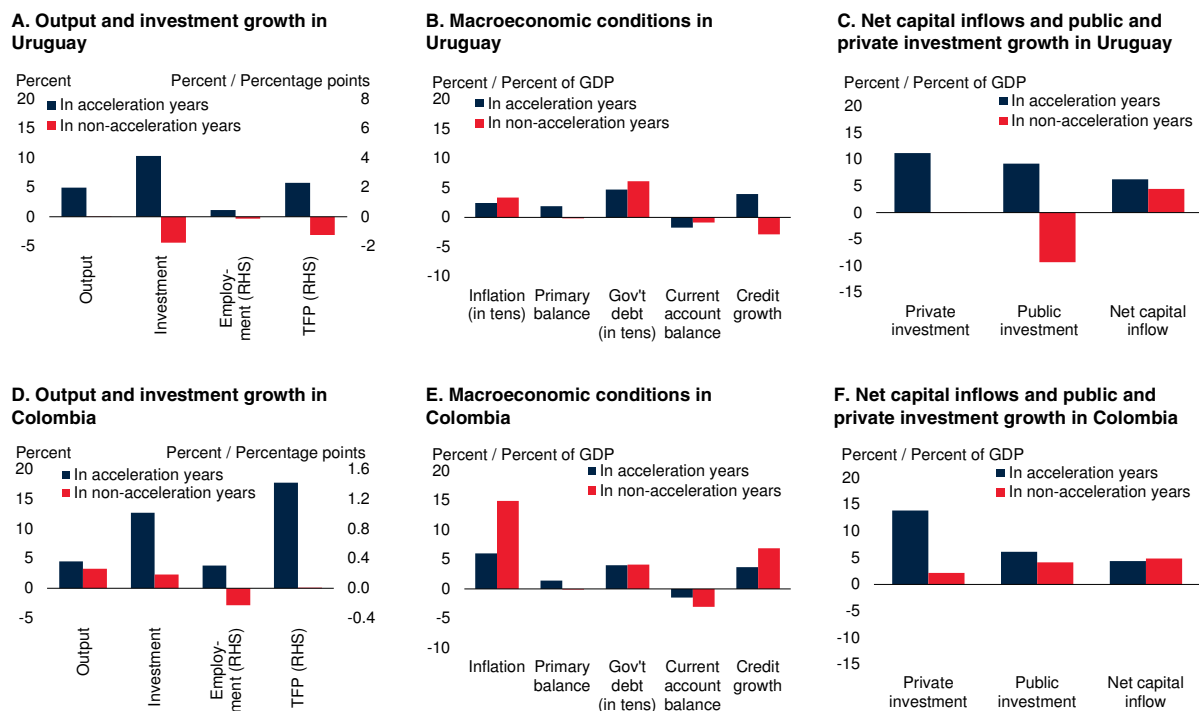 A. Output and investment growth in
Uruguay
Percent
Percent / Percentage points
In acceleration years
In non-acceleration years
20
15
10
5
0
-5
8
6
4
2
0
-2
Output
Investment
Employ-
ment (RHS)
TFP (RHS)
B. Macroeconomic conditions in
Uruguay
Percent / Percent of GDP
In acceleration years
In non-acceleration years
20
15
10
5
0
-5
-10
Inflation
(in tens)
Primary
balance
Gov't
debt
(in tens)
Current
account
balance
Credit
growth
C. Net capital inflows and public and
private investment growth in Uruguay
Percent / Percent of GDP
In acceleration years
In non-acceleration years
20
15
10
5
0
-5
-10
-15
Private
investment
Public
investment
Net capital
inflow
D. Output and investment growth in
Colombia
Percent
Percent / Percentage points
In acceleration years
In non-acceleration years
20
15
10
5
0
-5
1.6
1.2
0.8
0.4
0.0
-0.4
Output
Investment
Employ-
ment (RHS)
TFP (RHS)
E. Macroeconomic conditions in
Colombia
Percent / Percent of GDP
In acceleration years
In non-acceleration years
20
15
10
5
0
-5
-10
Inflation
Primary
balance
Gov't
debt
(in tens)
Current
account
balance
Credit
growth
F. Net capital inflows and public and
private investment growth in Colombia
Percent / Percent of GDP
In acceleration years
In non-acceleration years
20
15
10
5
0
-5
-10
-15
Private
investment
Public
investment
Net capital
inflow